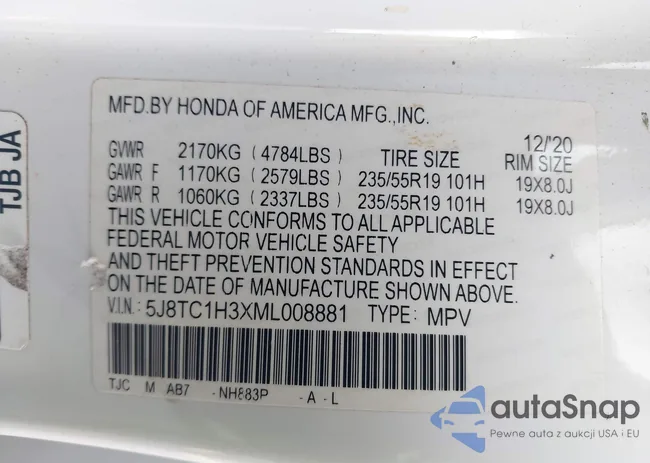 TJB JA
MFD.BY HONDA OF AMERICA MFG.,INC.
12/'20
GVWR 2170KG ( 4784LBS ) TIRE SIZE RIM SIZE
GAWR F 1170KG ( 2579LBS ) 235/55R19 101H 19X8.0J
GAWR R 1060KG ( 2337LBS ) 235/55R19 101H 19X8.0J
THIS VEHICLE CONFORMS TO ALL APPLICABLE
FEDERAL MOTOR VEHICLE SAFETY
AND THEFT PREVENTION STANDARDS IN EFFECT
ON THE DATE OF MANUFACTURE SHOWN ABOVE.
V.I.N.: 5J8TC1H3XML008881 TYPE: MPV
TJC M AB7 -NH883P -A -L
autaSnap
Pewne auta z aukcji USA i EU